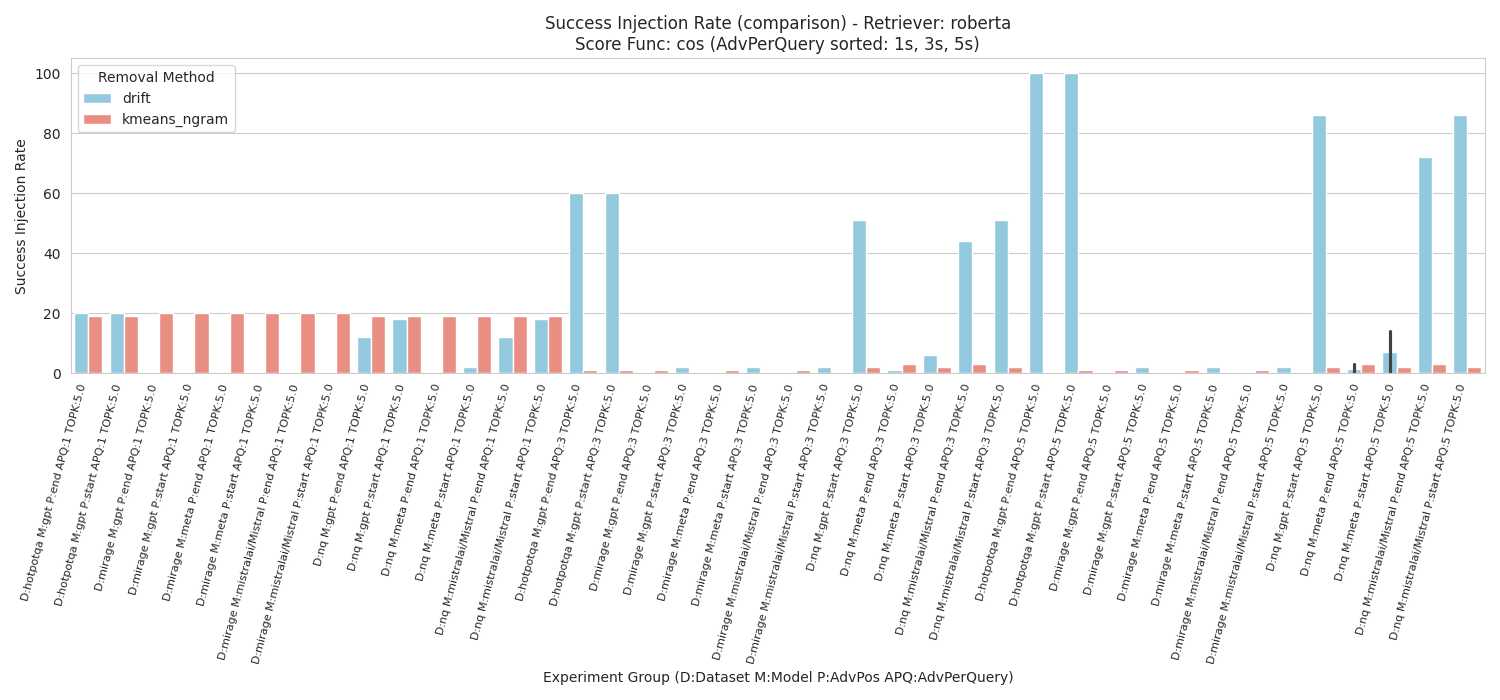 Success Injection Rate (comparison) - Retriever: roberta
Score Func: cos (AdvPerQuery sorted: 1s, 3s, 5s)
Removal Method
drift
kmeans_ngram
Success Injection Rate
100
80
60
40
20
0
D:hotpotqa M:gpt P:end APQ:1 TOPK:5.0
D:hotpotqa M:gpt P:start APQ:1 TOPK:5.0
D:mirage M:gpt P:end APQ:1 TOPK:5.0
D:mirage M:gpt P:start APQ:1 TOPK:5.0
D:mirage M:meta P:end APQ:1 TOPK:5.0
D:mirage M:meta P:start APQ:1 TOPK:5.0
D:mirage M:mistralai/Mistral P:end APQ:1 TOPK:5.0
D:mirage M:mistralai/Mistral P:start APQ:1 TOPK:5.0
D:nq M:gpt P:end APQ:1 TOPK:5.0
D:nq M:gpt P:start APQ:1 TOPK:5.0
D:nq M:meta P:end APQ:1 TOPK:5.0
D:nq M:meta P:start APQ:1 TOPK:5.0
D:nq M:mistralai/Mistral P:end APQ:1 TOPK:5.0
D:nq M:mistralai/Mistral P:start APQ:1 TOPK:5.0
D:hotpotqa M:gpt P:end APQ:3 TOPK:5.0
D:hotpotqa M:gpt P:start APQ:3 TOPK:5.0
D:mirage M:gpt P:end APQ:3 TOPK:5.0
D:mirage M:gpt P:start APQ:3 TOPK:5.0
D:mirage M:meta P:end APQ:3 TOPK:5.0
D:mirage M:meta P:start APQ:3 TOPK:5.0
D:mirage M:mistralai/Mistral P:end APQ:3 TOPK:5.0
D:mirage M:mistralai/Mistral P:start APQ:3 TOPK:5.0
D:nq M:gpt P:start APQ:3 TOPK:5.0
D:nq M:meta P:end APQ:3 TOPK:5.0
D:nq M:meta P:start APQ:3 TOPK:5.0
D:nq M:mistralai/Mistral P:end APQ:3 TOPK:5.0
D:nq M:mistralai/Mistral P:start APQ:3 TOPK:5.0
D:hotpotqa M:gpt P:end APQ:5 TOPK:5.0
D:hotpotqa M:gpt P:start APQ:5 TOPK:5.0
D:mirage M:gpt P:end APQ:5 TOPK:5.0
D:mirage M:gpt P:start APQ:5 TOPK:5.0
D:mirage M:meta P:end APQ:5 TOPK:5.0
D:mirage M:meta P:start APQ:5 TOPK:5.0
D:mirage M:mistralai/Mistral P:end APQ:5 TOPK:5.0
D:mirage M:mistralai/Mistral P:start APQ:5 TOPK:5.0
D:nq M:gpt P:start APQ:5 TOPK:5.0
D:nq M:meta P:end APQ:5 TOPK:5.0
D:nq M:meta P:start APQ:5 TOPK:5.0
D:nq M:mistralai/Mistral P:end APQ:5 TOPK:5.0
D:nq M:mistralai/Mistral P:start APQ:5 TOPK:5.0
Experiment Group (D:Dataset M:Model P:AdvPos APQ:AdvPerQuery)